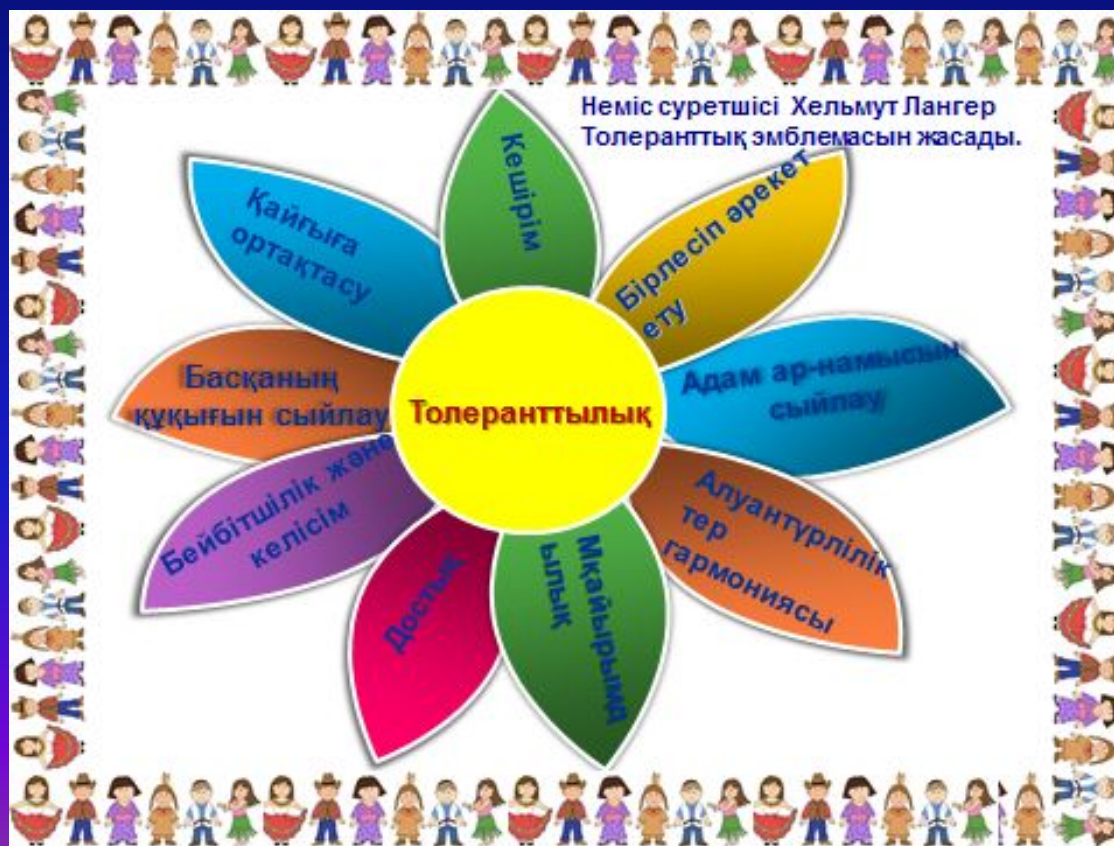 Неміс суретшісі Хельмут Лангер
Толеранттық эмблемасын жасады.
Кешірім
Бірлесіп әрекет
ету
Адам ар-намысын
сыйлау
Алуантүрлілік
тер
гармониясы
Мқайырымд
ылық
Достық
Бейбітшілік және
келісім
Басқаның
құқығын сыйлау
Қайғыға
ортақтасу
Толеранттылық